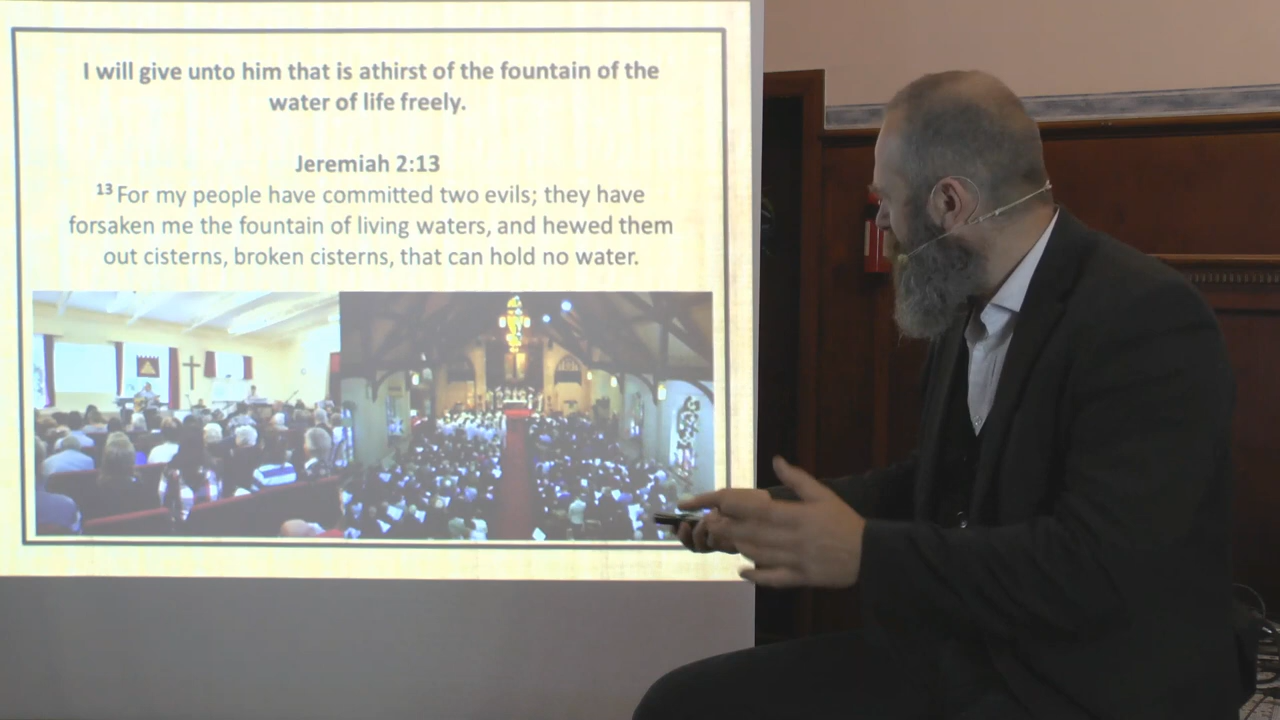 I will give unto him that is athirst of the fountain of the
water of life freely.
Jeremiah 2:13
13 For my people have committed two evils; they have
forsaken me the fountain of living waters, and hewed them
out cisterns, broken cisterns, that can hold no water.